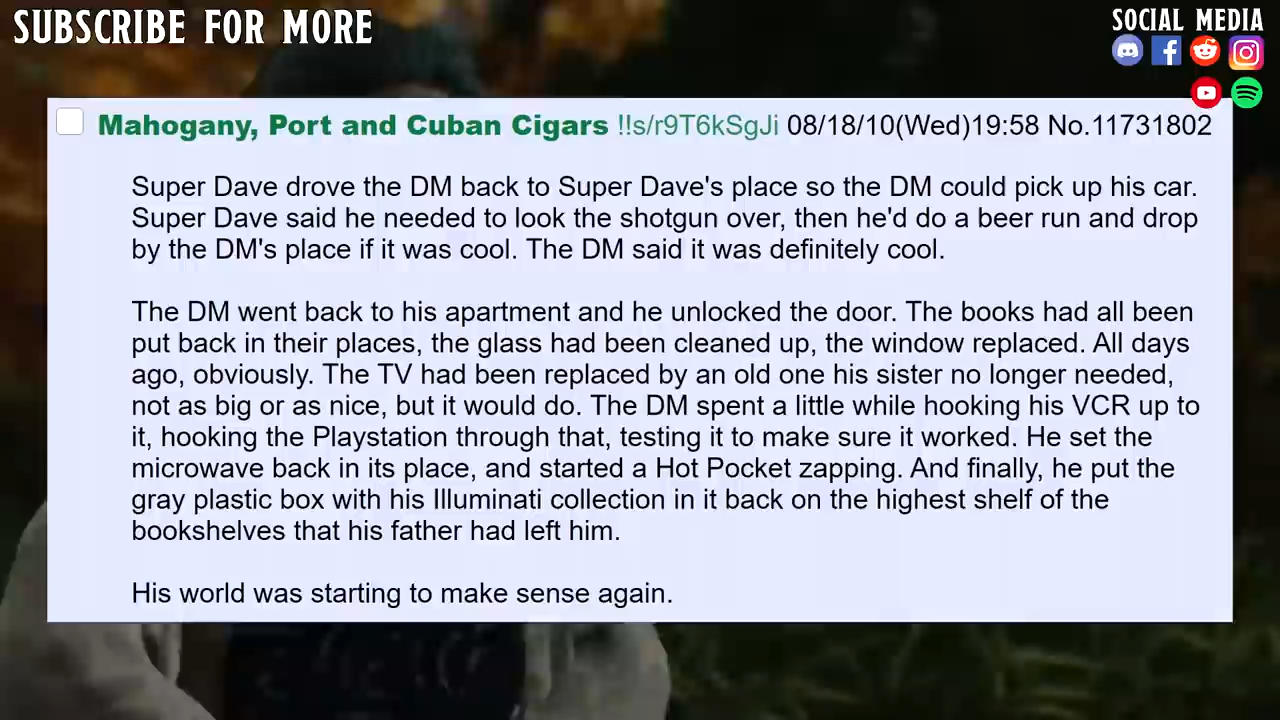 SUBSCRIBE FOR MORE
SOCIAL MEDIA
Mahogany, Port and Cuban Cigars !!s/r9T6kSgJi 08/18/10(Wed)19:58 No.11731802
Super Dave drove the DM back to Super Dave's place so the DM could pick up his car.
Super Dave said he needed to look the shotgun over, then he'd do a beer run and drop
by the DM's place if it was cool. The DM said it was definitely cool.
The DM went back to his apartment and he unlocked the door. The books had all been
put back in their places, the glass had been cleaned up, the window replaced. All days
ago, obviously. The TV had been replaced by an old one his sister no longer needed,
not as big or as nice, but it would do. The DM spent a little while hooking his VCR up to
it, hooking the Playstation through that, testing it to make sure it worked. He set the
microwave back in its place, and started a Hot Pocket zapping. And finally, he put the
gray plastic box with his Illuminati collection in it back on the highest shelf of the
bookshelves that his father had left him.
His world was starting to make sense again.